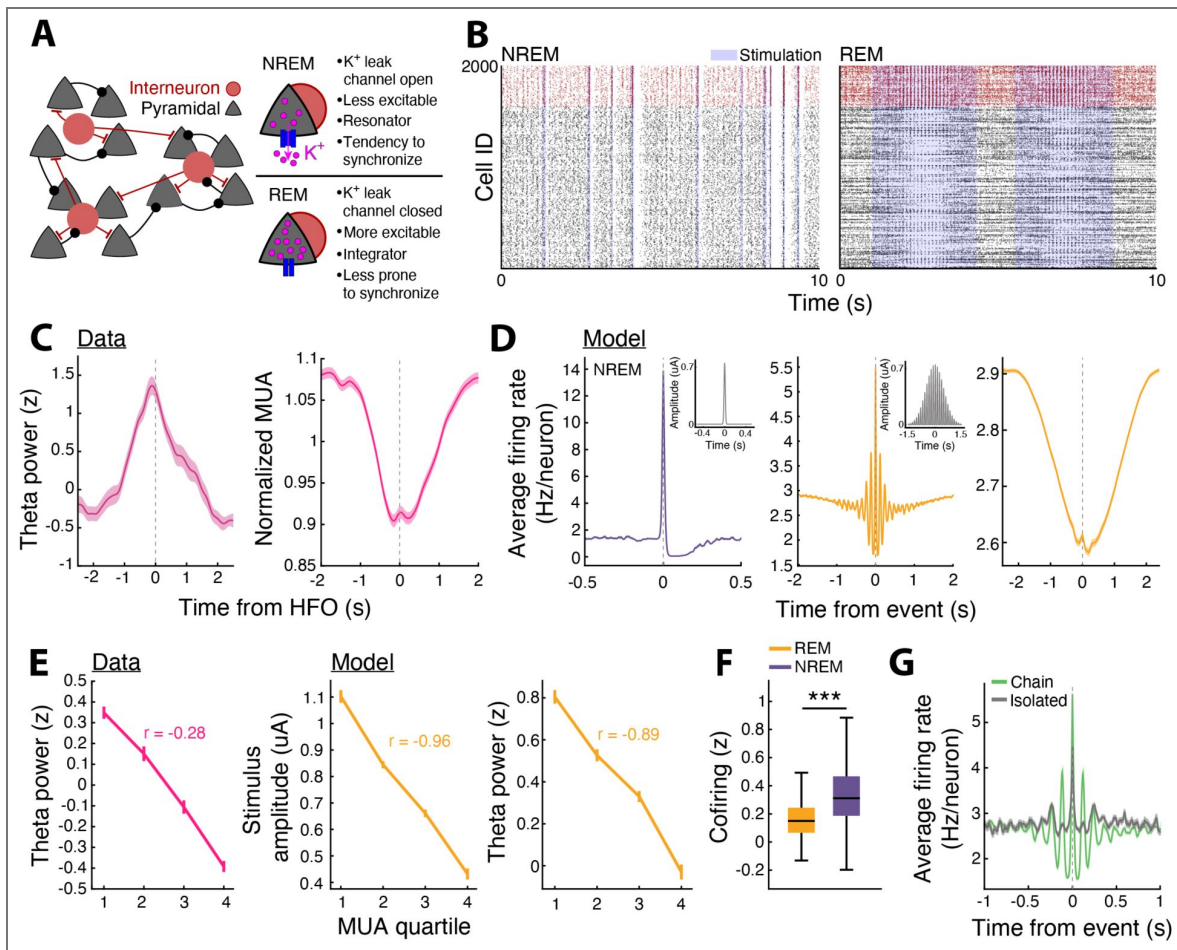 A
Interneuron
Pyramidal
NREM
•K+ leak
channel open
•Less excitable
•Resonator
•Tendency to
synchronize
K+
REM
•K+ leak
channel closed
•More excitable
•Integrator
•Less prone
to synchronize
B
NREM
Stimulation
REM
2000
Cell ID
0
10
0
10
Time (s)
C
Data
Theta power (z)
1.5
1
0.5
0
-0.5
-1
-2 -1 0 1 2
Normalized MUA
1.1
1.05
1
0.95
0.9
0.85
-2 -1 0 1 2
Time from HFO (s)
D
Model
NREM
Average firing rate
(Hz/neuron)
14
12
10
8
6
4
2
0
-0.5 0 0.5
Amplitude (uA)
0.7
0
-0.4 0 0.4
Time (s)
5.5
5.0
4.5
4.0
3.5
3.0
2.5
2.0
1.5
-2 -1 0 1 2
Amplitude (uA)
0.7
0
-1.5 0 1.5
Time (s)
2.9
2.8
2.7
2.6
-2 -1 0 1 2
Time from event (s)
E
Data
Theta power (z)
0.5
0.4
0.3
0.2
0.1
0
-0.1
-0.2
-0.3
-0.4
-0.5
r = -0.28
1 2 3 4
Model
Stimulus
amplitude (uA)
1.1
1.0
0.9
0.8
0.7
0.6
0.5
0.4
r = -0.96
1 2 3 4
Theta power (z)
0.8
0.6
0.4
0.2
0
r = -0.89
1 2 3 4
MUA quartile
F
REM
NREM
***
Cofiring (z)
1
0.8
0.6
0.4
0.2
0
-0.2
G
Chain
Isolated
Average firing rate
(Hz/neuron)
5
4
3
2
-1 -0.5 0 0.5 1
Time from event (s)